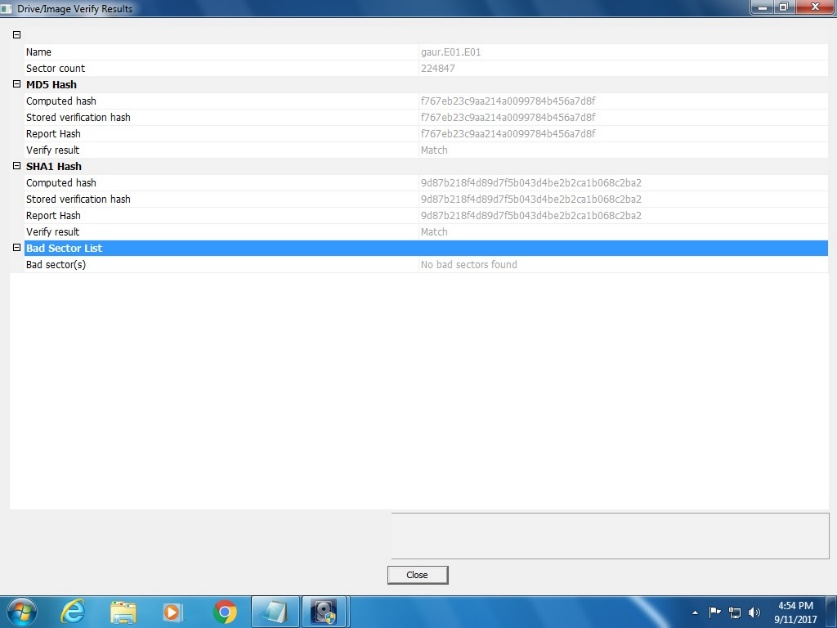 Drive/Image Verify Results
Name gaur.E01.E01
Sector count 224847
MD5 Hash
Computed hash f767eb23c9aa214a0099784b456a7d8f
Stored verification hash f767eb23c9aa214a0099784b456a7d8f
Report Hash f767eb23c9aa214a0099784b456a7d8f
Verify result Match
SHA1 Hash
Computed hash 9d87b218f4d89d7f5b043d4be2b2ca1b068c2ba2
Stored verification hash 9d87b218f4d89d7f5b043d4be2b2ca1b068c2ba2
Report Hash 9d87b218f4d89d7f5b043d4be2b2ca1b068c2ba2
Verify result Match
Bad Sector List
Bad sector(s) No bad sectors found
Close
4:54 PM
9/11/2017